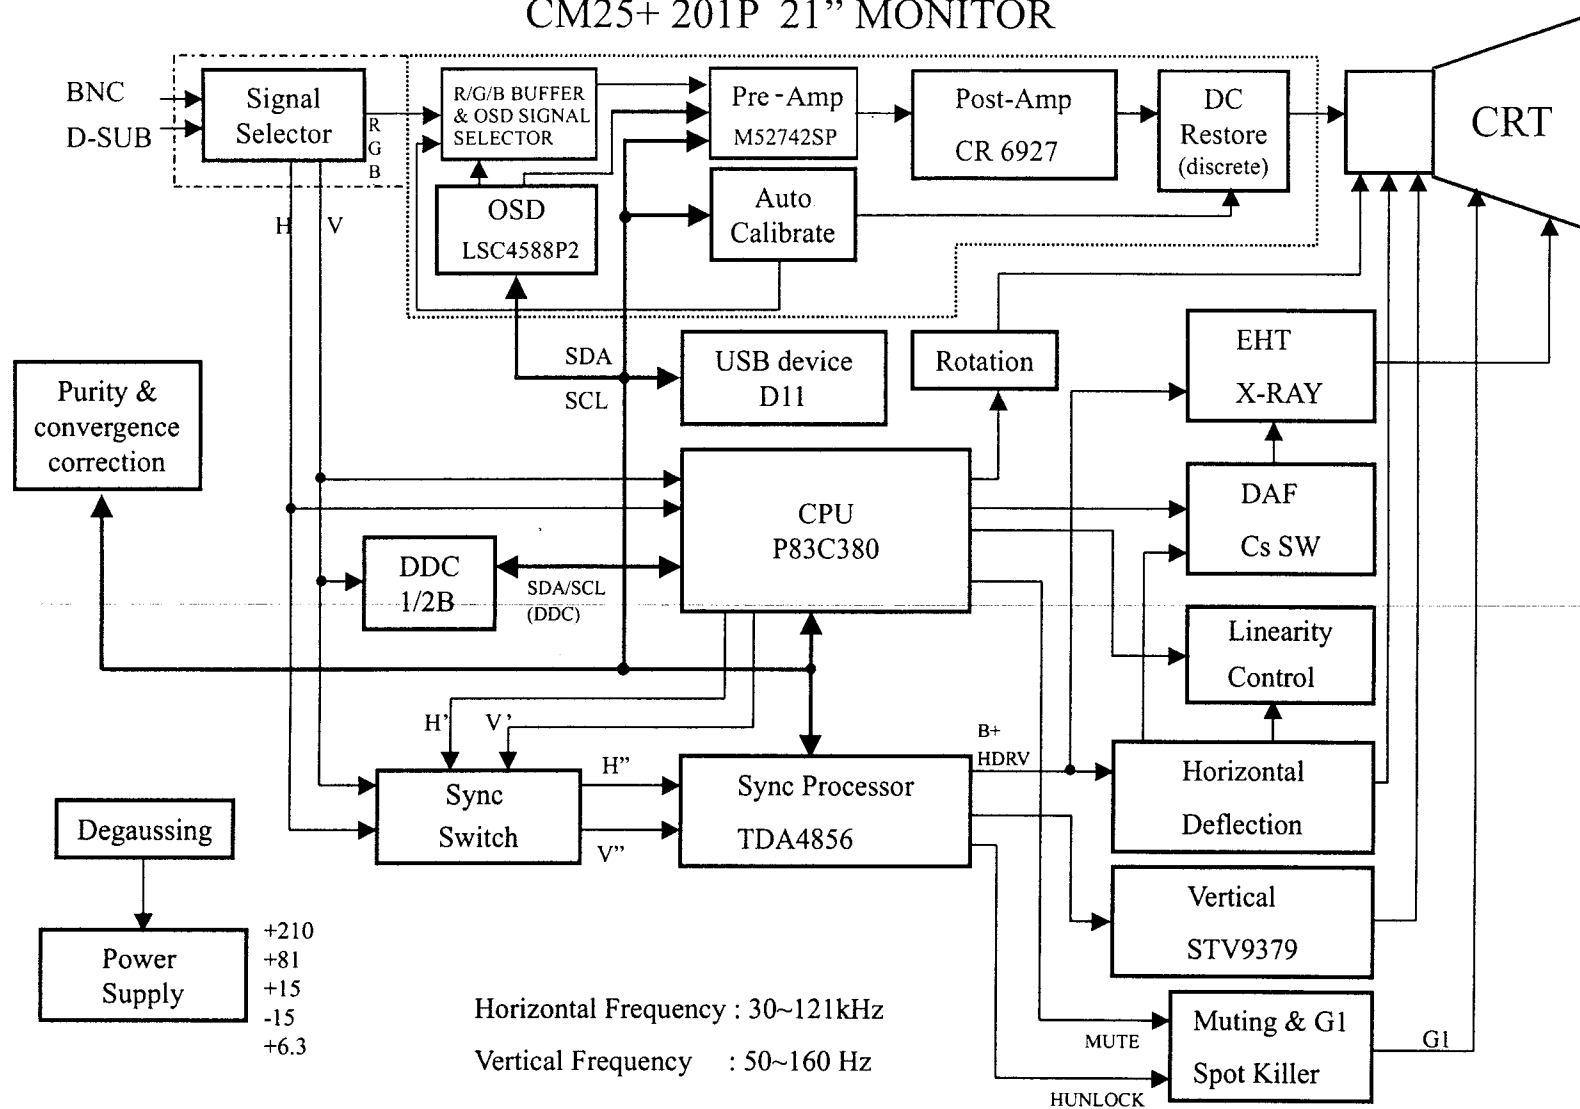 CM25+ 201P 21” MONITOR
BNC
D-SUB
Signal
Selector
R
G
B
R/G/B BUFFER
& OSD SIGNAL
SELECTOR
Pre-Amp
M52742SP
Post-Amp
CR 6927
DC
Restore
(discrete)
CRT
H
V
OSD
LSC4588P2
Auto
Calibrate
SDA
SCL
USB device
D11
Rotation
EHT
X-RAY
Purity &
convergence
correction
CPU
P83C380
DAF
Cs SW
DDC
1/2B
SDA/SCL
(DDC)
Linearity
Control
H’
V’
B+
HDRV
Sync
Switch
H”
V”
Sync Processor
TDA4856
Horizontal
Deflection
Degaussing
Vertical
STV9379
Power
Supply
+210
+81
+15
-15
+6.3
Horizontal Frequency : 30~121kHz
Vertical Frequency : 50~160 Hz
MUTE
HUNLOCK
Muting & G1
Spot Killer
G1